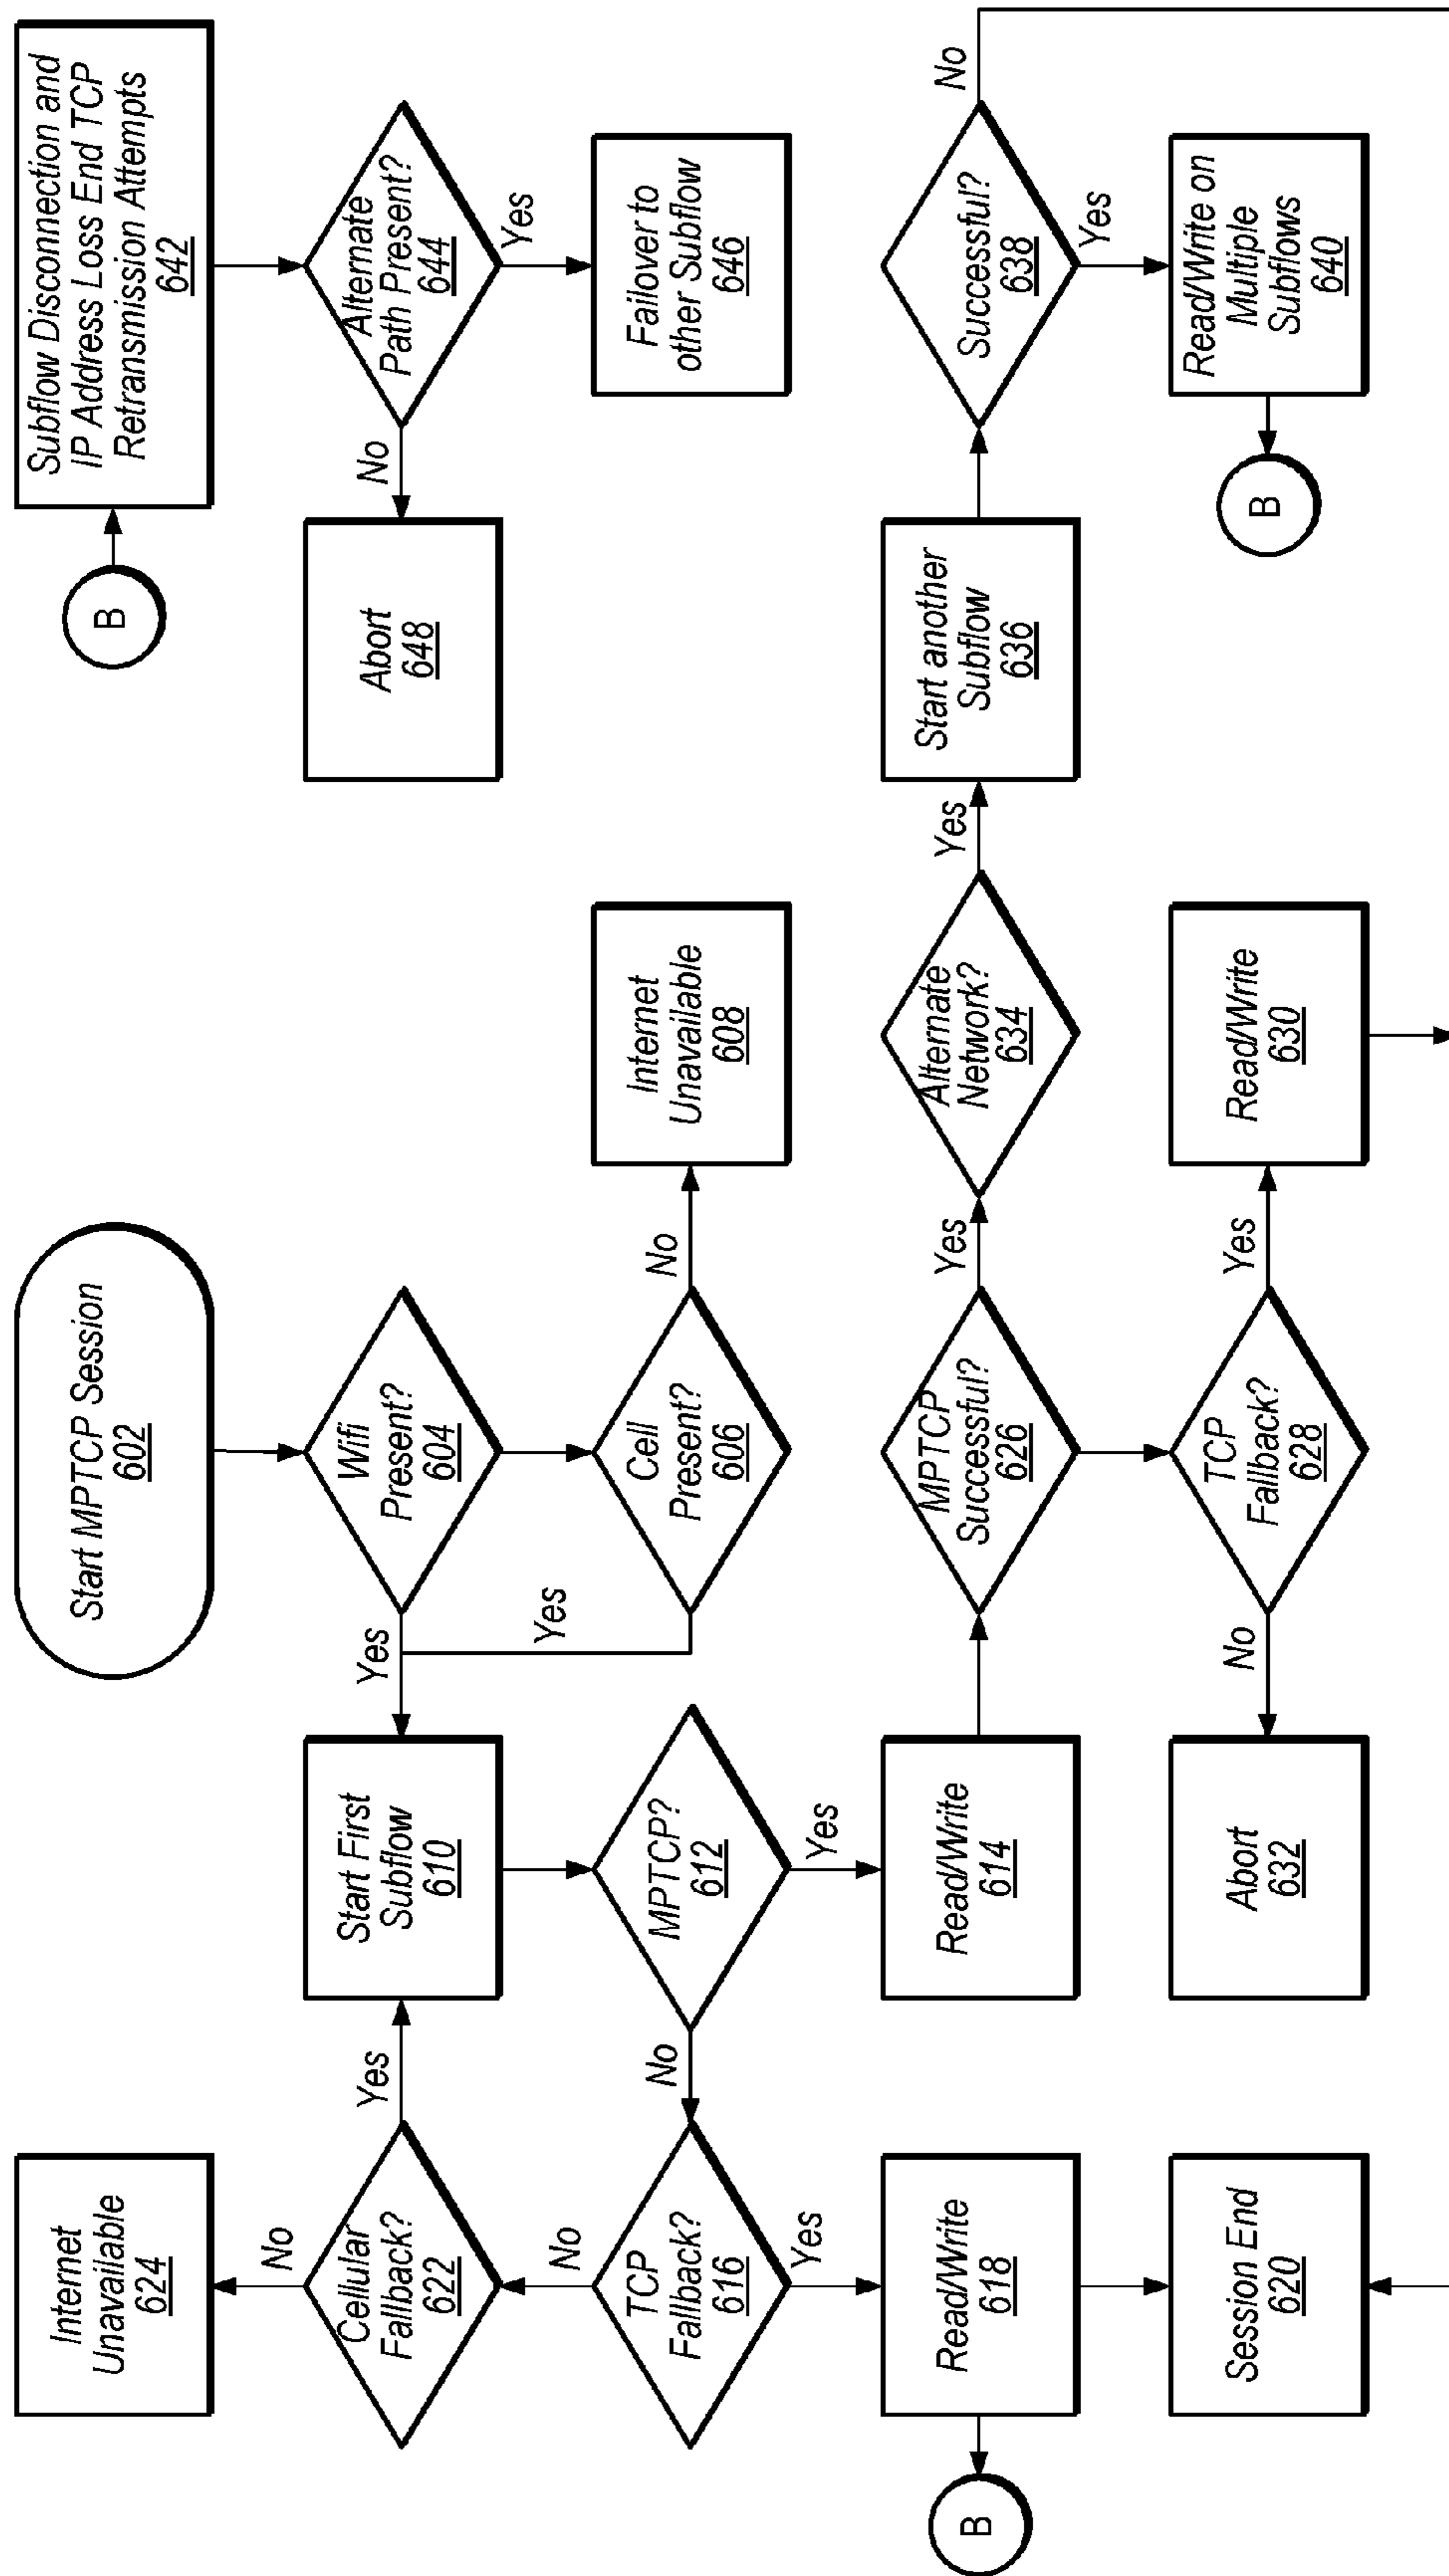 Start MPTCP Session
602
Subflow Disconnection and
IP Address Loss End TCP
Retransmission Attempts
642
B
Internet
Unavailable
624
No
Cellular
Fallback?
622
Yes
Start First
Subflow
610
Yes
Wifi
Present?
604
Abort
648
No
Alternate
Path Present?
644
Yes
No
TCP
Fallback?
616
Yes
No
MPTCP?
612
Yes
Yes
Cell
Present?
606
No
Internet
Unavailable
608
Failover to
other Subflow
646
B
Read/Write
618
Read/Write
614
MPTCP
Successful?
626
Yes
Alternate
Network?
634
Yes
Start another
Subflow
636
Successful?
638
No
Yes
Session End
620
Abort
632
No
TCP
Fallback?
628
Yes
Read/Write
630
B
Read/Write on
Multiple
Subflows
640